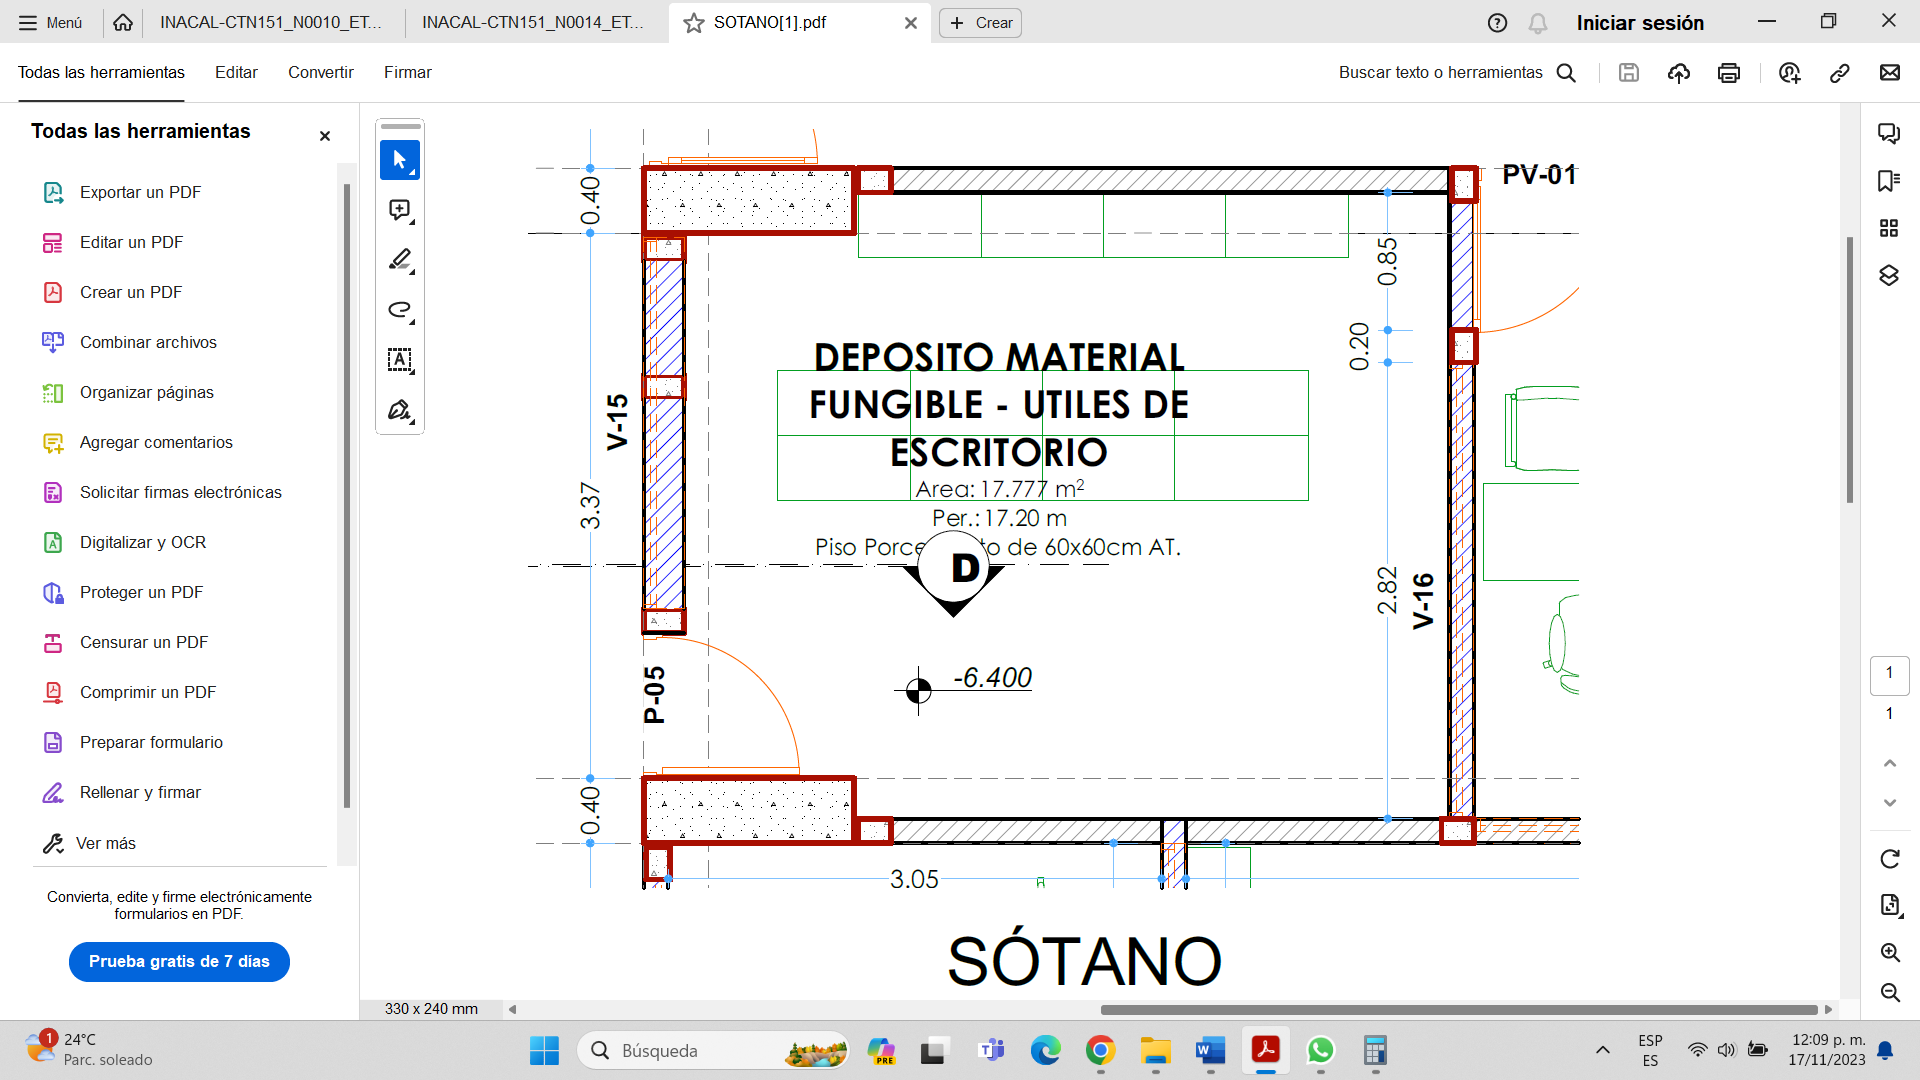 Menú
INACAL-CTN151_N0010_ET...
INACAL-CTN151_N0014_ET...
SOTANO[1].pdf
Crear
Iniciar sesión
Todas las herramientas
Editar
Convertir
Firmar
Buscar texto o herramientas
Todas las herramientas
Exportar un PDF
Editar un PDF
Crear un PDF
Combinar archivos
Organizar páginas
Agregar comentarios
Solicitar firmas electrónicas
Digitalizar y OCR
Proteger un PDF
Censurar un PDF
Comprimir un PDF
Preparar formulario
Rellenar y firmar
Ver más
Convierta, edite y firme electrónicamente
formularios en PDF.
Prueba gratis de 7 días
PV-01
0.40
0.85
0.20
DEPOSITO MATERIAL
FUNGIBLE - UTILES DE
ESCRITORIO
Area: 17.777 m²
Per.: 17.20 m
de 60x60cm AT.
Piso
D
V-15
3.37
2.82
V-16
P-05
-6.400
0.40
3.05
SÓTANO
1
1
330 x 240 mm
1
24°C
Parc. soleado
Búsqueda
PRE
ESP
ES
12:09 p. m.
17/11/2023